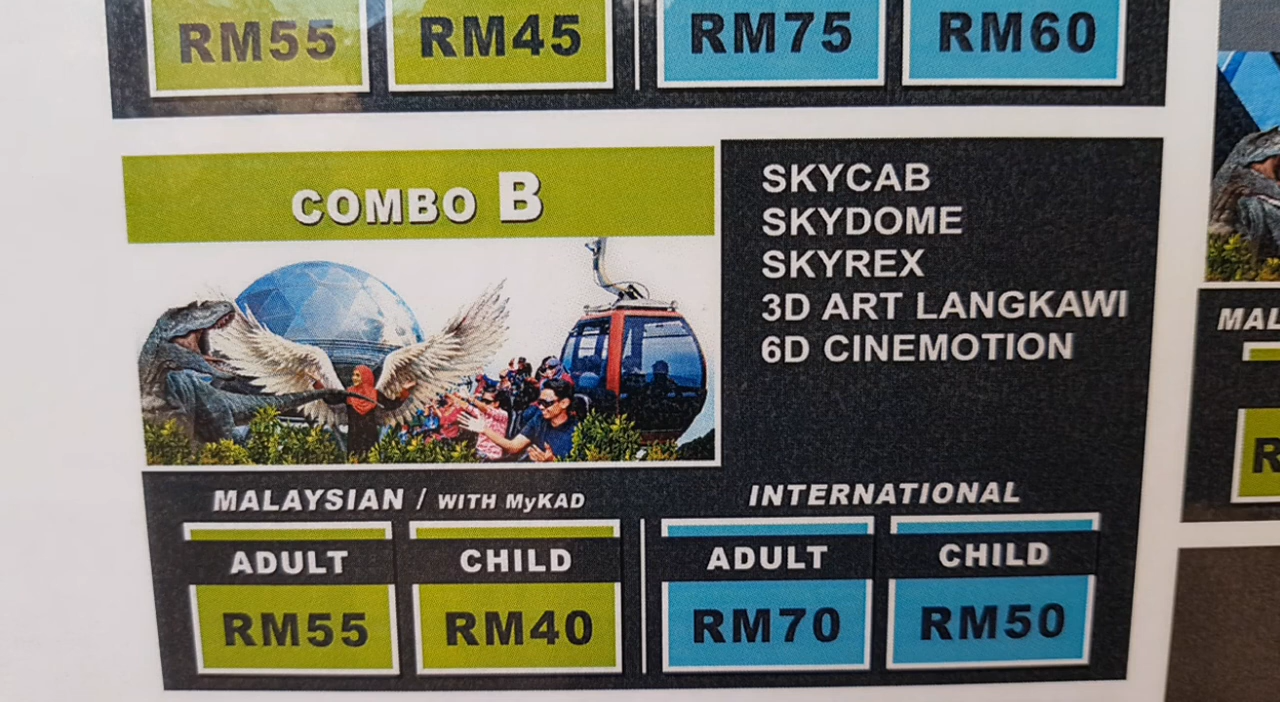 RM55 RM45 RM75 RM60
COMBO B
SKYCAB
SKYDOME
SKYREX
3D ART LANGKAWI
6D CINEMOTION
MALAYSIAN / WITH MyKAD
INTERNATIONAL
ADULT CHILD ADULT CHILD
RM55 RM40 RM70 RM50